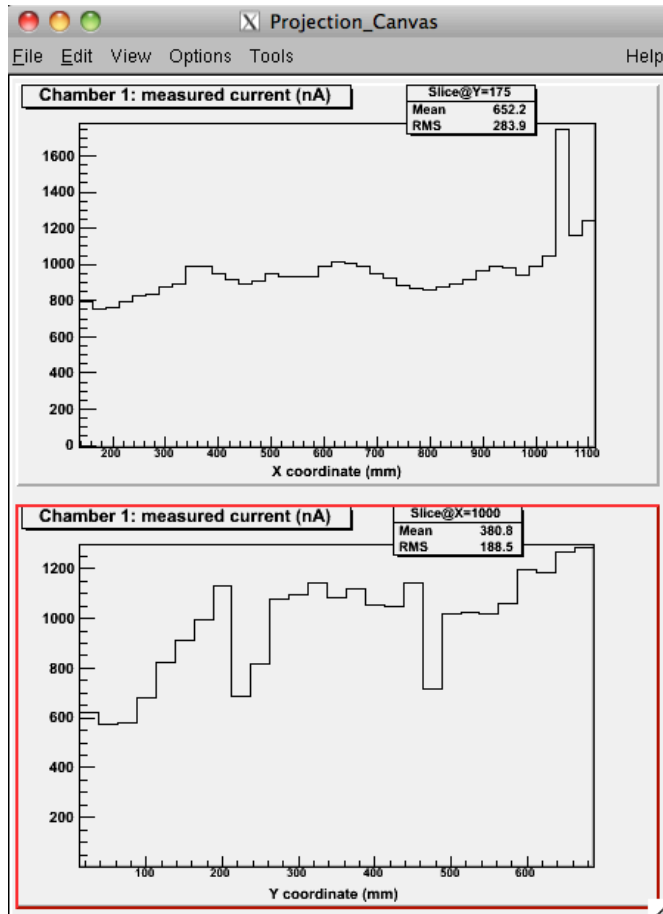 X Projection_Canvas
File Edit View Options Tools Help
Chamber 1: measured current (nA)
Slice@Y=175
Mean 652.2
RMS 283.9
1600
1400
1200
1000
800
600
400
200
0
200 300 400 500 600 700 800 900 1000 1100
X coordinate (mm)
Chamber 1: measured current (nA)
Slice@X=1000
Mean 380.8
RMS 188.5
1200
1000
800
600
400
200
100 200 300 400 500 600
Y coordinate (mm)